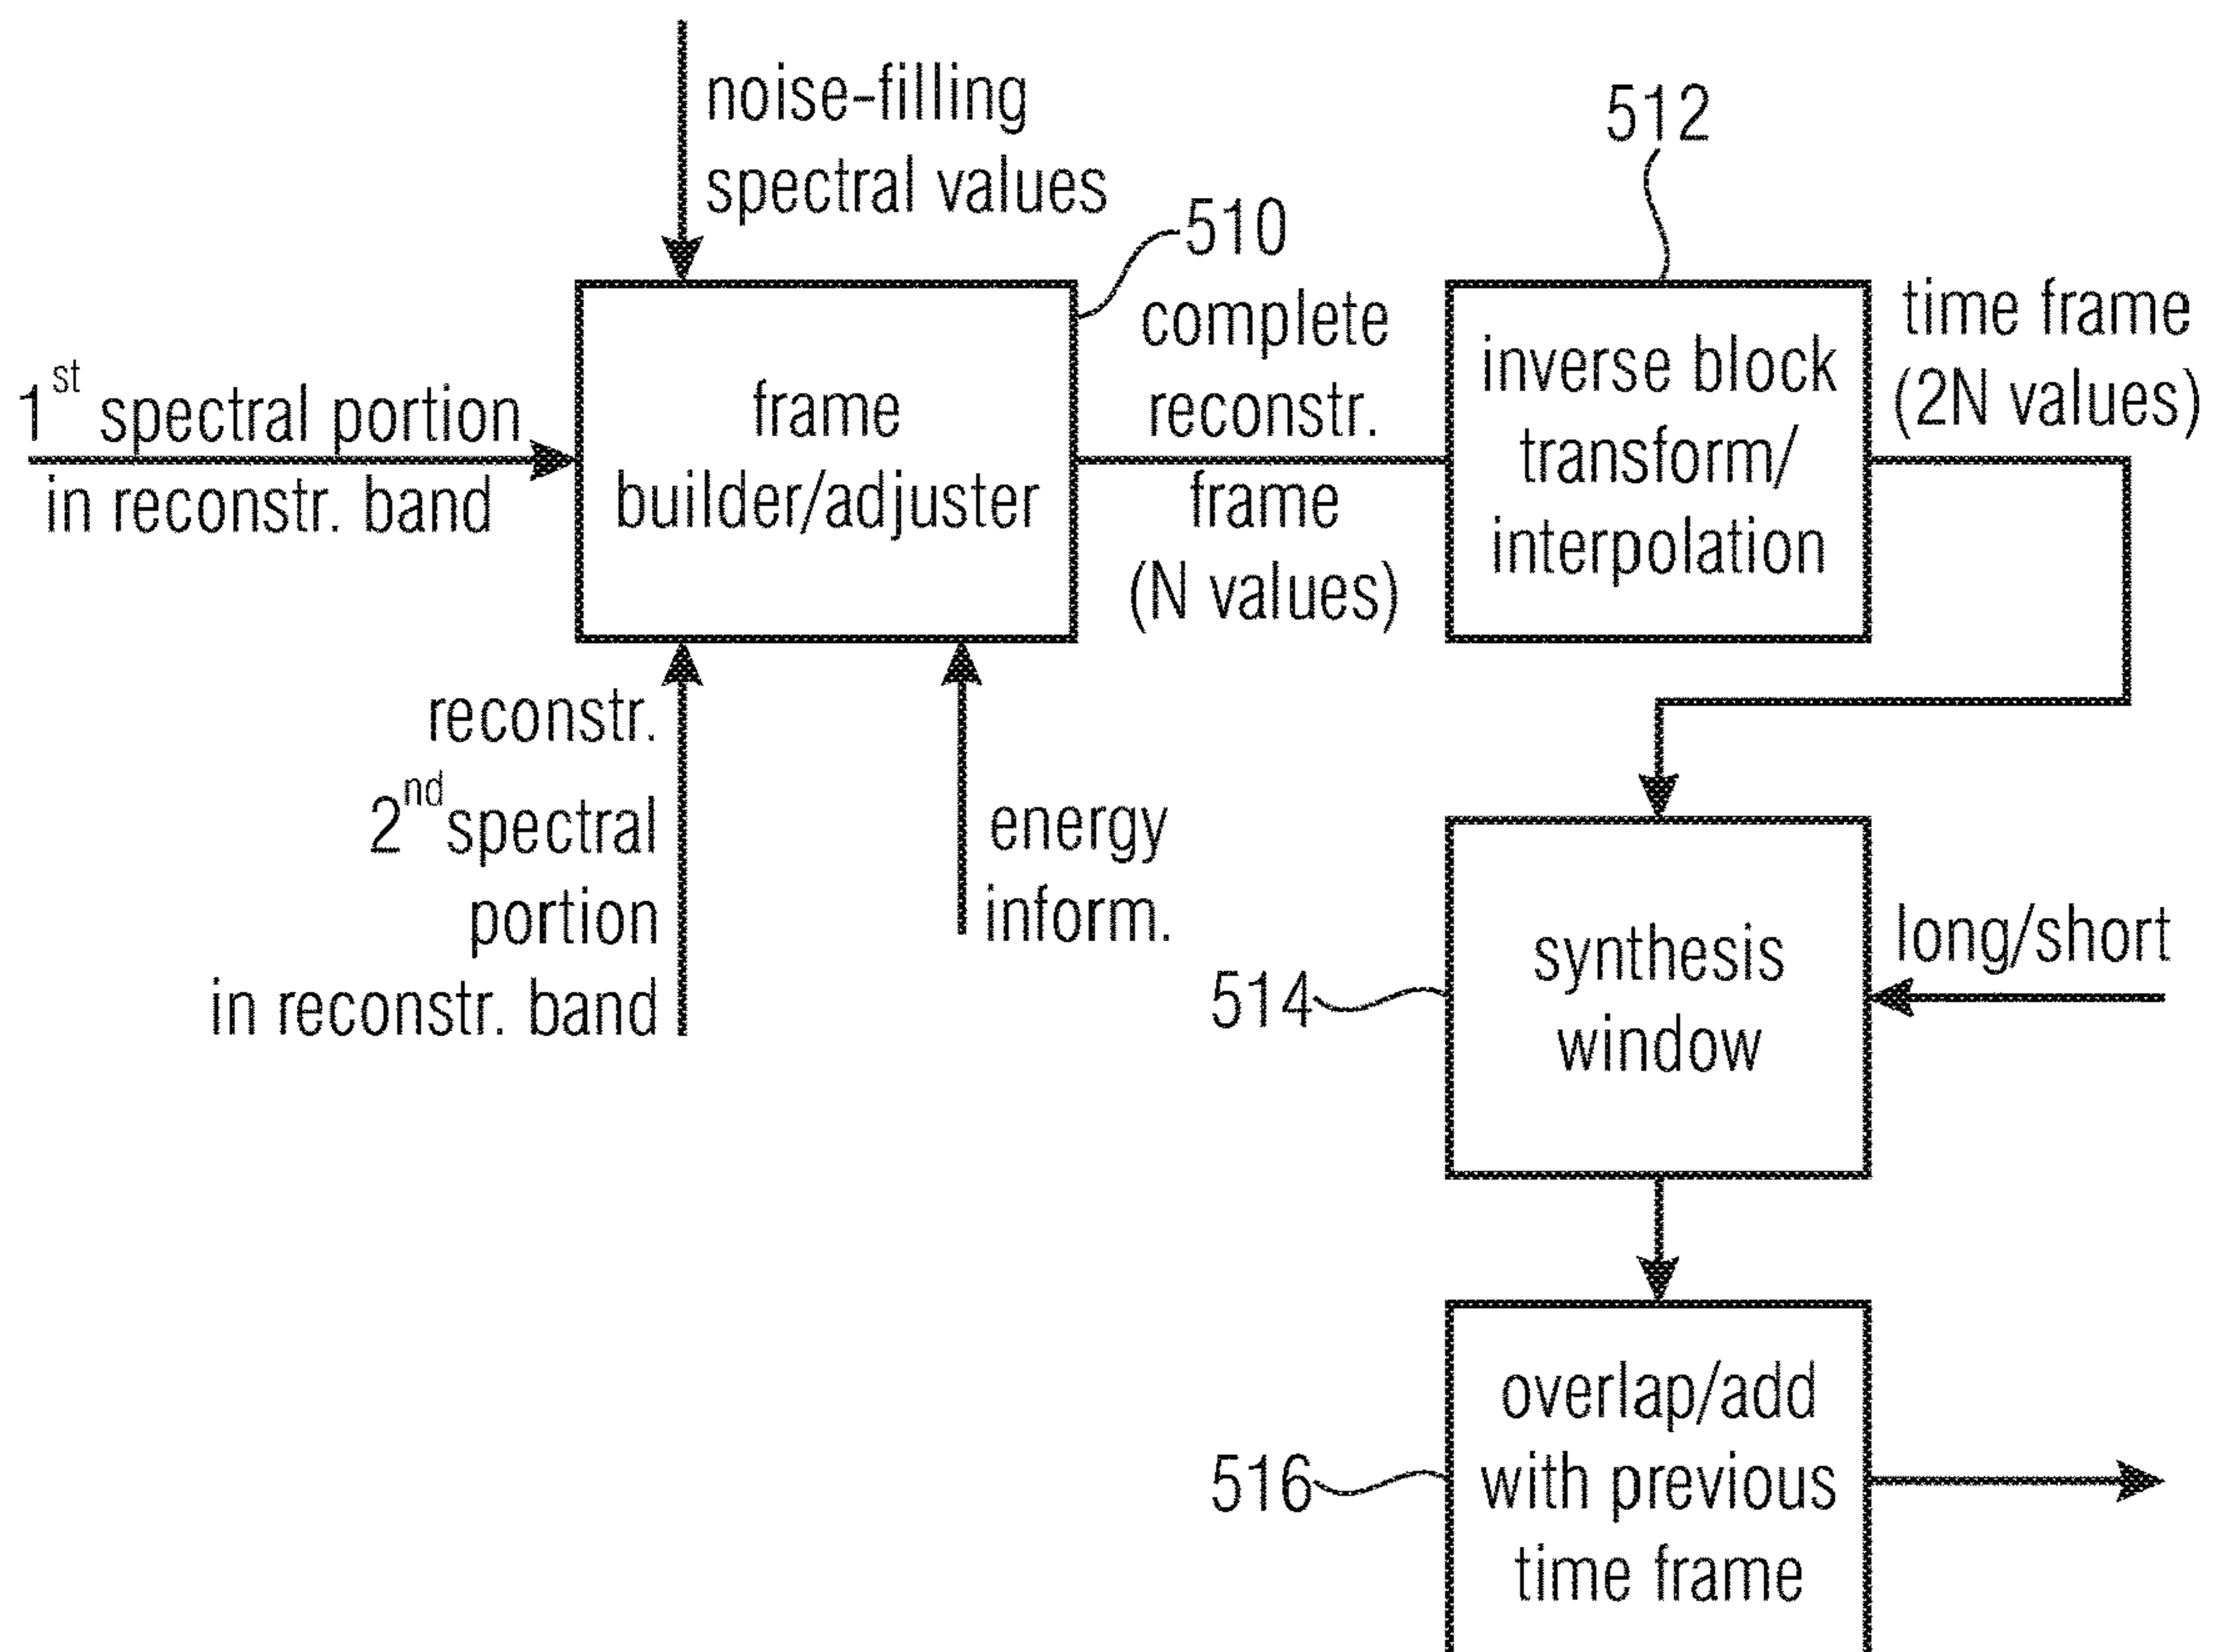 noise-filling
spectral values
512
510
1st spectral portion
in reconstr. band
frame
builder/adjuster
complete
reconstr.
frame
(N values)
inverse block
transform/
interpolation
time frame
(2N values)
reconstr.
2nd spectral
portion
in reconstr. band
energy
inform.
514
synthesis
window
long/short
516
overlap/add
with previous
time frame